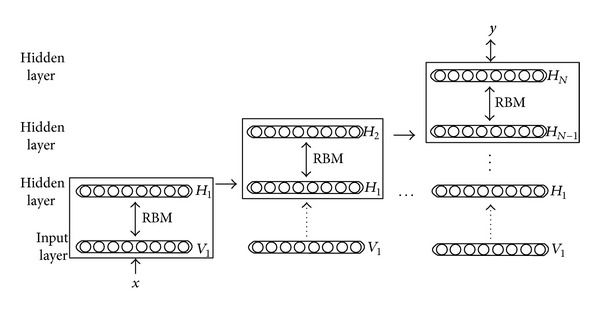 y
Hidden
layer
H_N
RBM
Hidden
layer
H_2
H_{N-1}
RBM
⋮
Hidden
layer
H_1
H_1
...
H_1
RBM
Input
layer
V_1
V_1
V_1
x